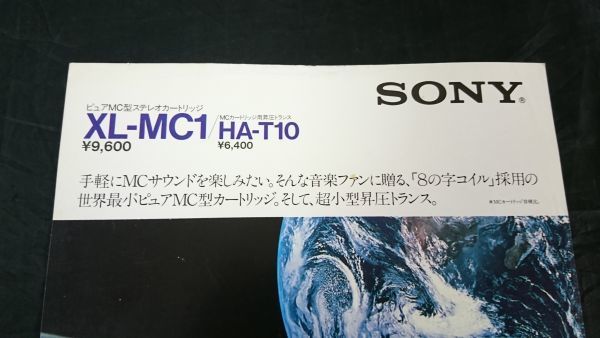 SONY®
ピュアMC型ステレオカートリッジ
XL-MC1/
¥9,600
MCカートリッジ用昇圧トランス
HA-T10
¥6,400
手軽にMCサウンドを楽しみたい。そんな音楽ファンに贈る、「8の字コイル」採用の
世界最小ピュアMC型カートリッジ。そして、超小型昇圧トランス。